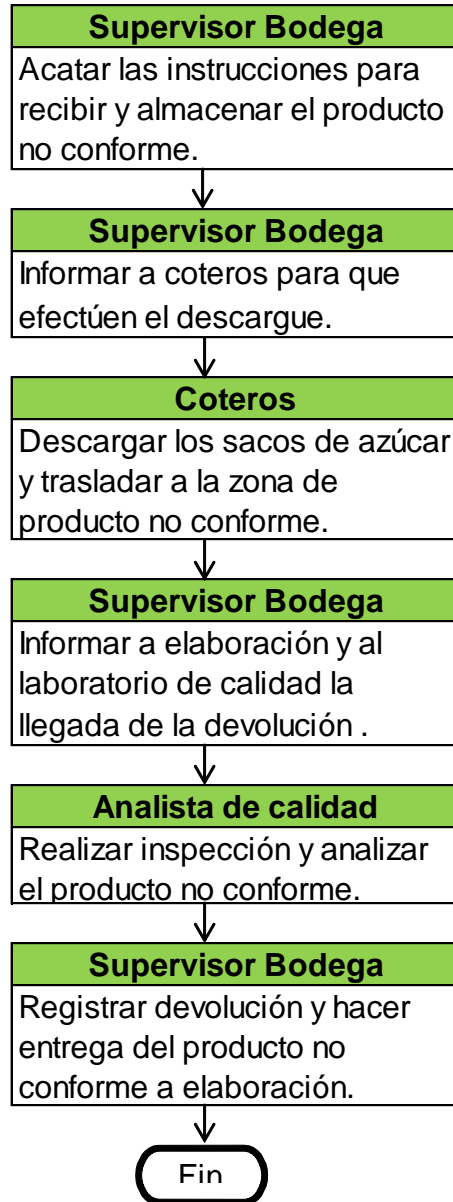 Supervisor Bodega
Acatar las instrucciones para
recibir y almacenar el producto
no conforme.
Supervisor Bodega
Informar a coteros para que
efectúen el descargue.
Coteros
Descargar los sacos de azúcar
y trasladar a la zona de
producto no conforme.
Supervisor Bodega
Informar a elaboración y al
laboratorio de calidad la
llegada de la devolución .
Analista de calidad
Realizar inspección y analizar
el producto no conforme.
Supervisor Bodega
Registrar devolución y hacer
entrega del producto no
conforme a elaboración.
Fin